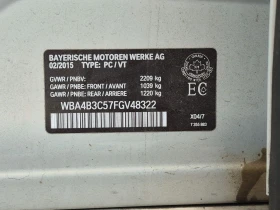 BAYERISCHE MOTOREN WERKE AG
02/2015 TYPE: PC / VT
GVWR / PNBV: 2209 kg
GAWR / PNBE: FRONT / AVANT 1039 kg
GAWR / PNBE: REAR / ARRIERE 1220 kg
EC
WBA4B3C57FGV48322
XD4/7